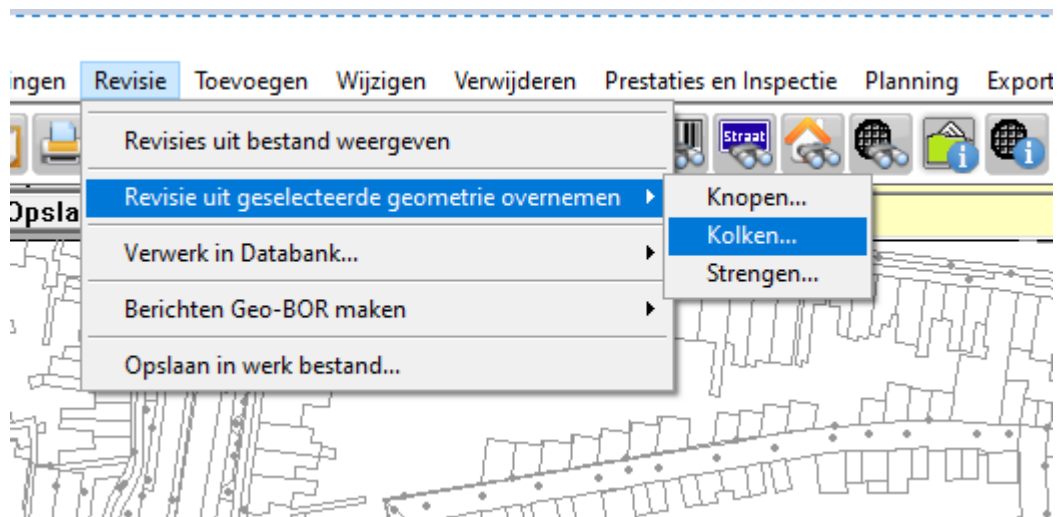 ingen Revisie Toevoegen Wijzigen Verwijderen Prestaties en Inspectie Planning Export
Straat
Revisies uit bestand weergeven
Revisie uit geselecteerde geometrie overnemen
Knopen...
Opsla
Kolken...
Verwerk in Databank...
Strengen...
Berichten Geo-BOR maken
Opslaan in werk bestand...